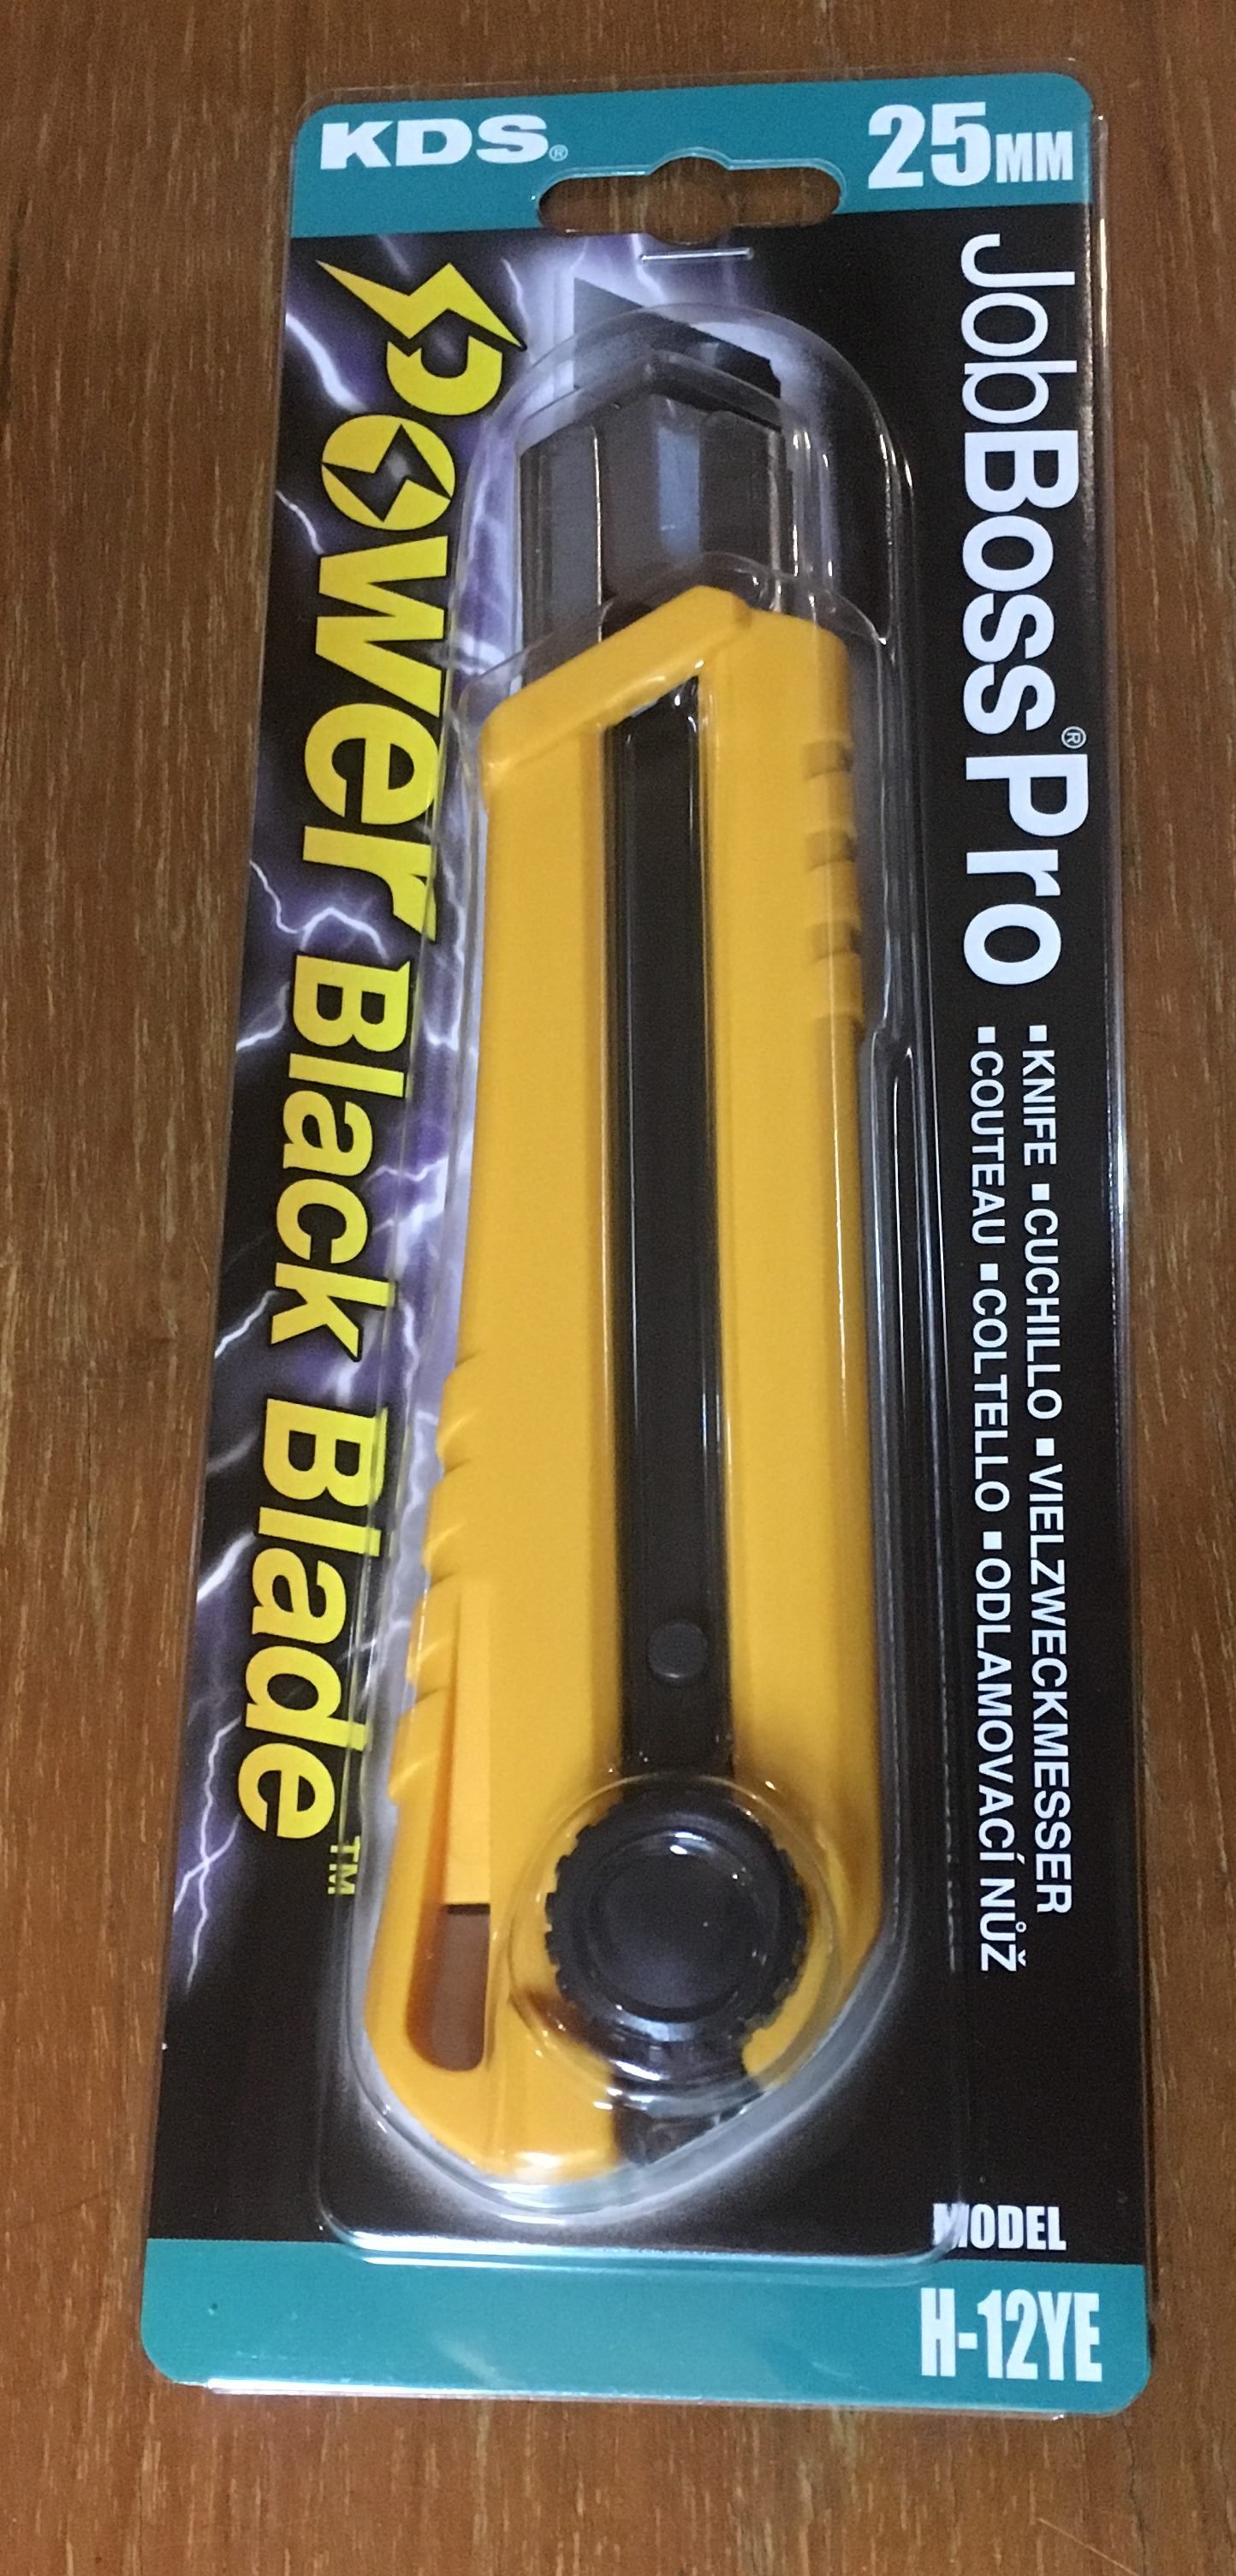 KDS®
25MM
JobBoss® Pro
▪KNIFE ▪CUCHILLO ▪VIELZWECKMESSER
▪COUTEAU ▪COLTELLO ▪ODLAMOVACÍ NŮŽ
Power Black Blade™
MODEL
H-12YE